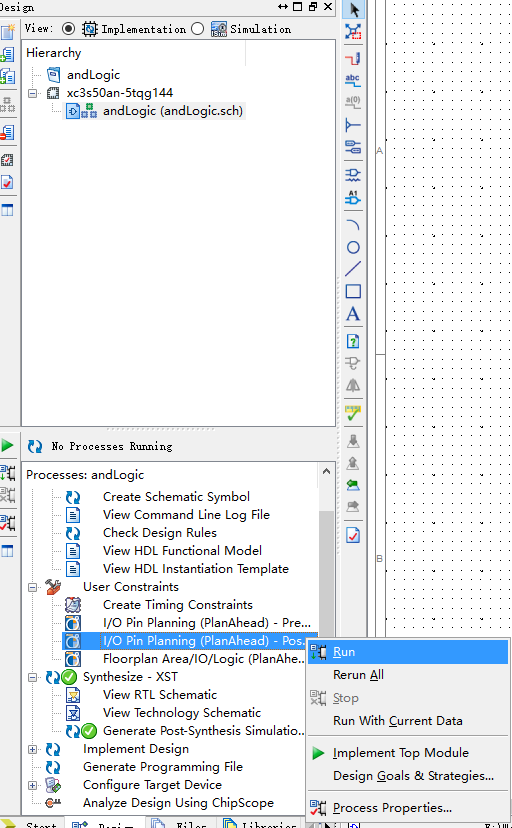 Design
View: Implementation Simulation
Hierarchy
andLogic
xc3s50an-5tqg144
andLogic (andLogic.sch)
abc
a(0)
A1
A
A
B
No Processes Running
Processes: andLogic
Create Schematic Symbol
View Command Line Log File
Check Design Rules
View HDL Functional Model
View HDL Instantiation Template
User Constraints
Create Timing Constraints
I/O Pin Planning (PlanAhead) - Pre...
I/O Pin Planning (PlanAhead) - Pos...
Floorplan Area/IO/Logic (PlanAhe...
Synthesize - XST
View RTL Schematic
View Technology Schematic
Generate Post-Synthesis Simulatio...
Implement Design
Generate Programming File
Configure Target Device
Analyze Design Using ChipScope
Run
Rerun All
Stop
Run With Current Data
Implement Top Module
Design Goals & Strategies...
Process Properties...
Start Design Files Libraries